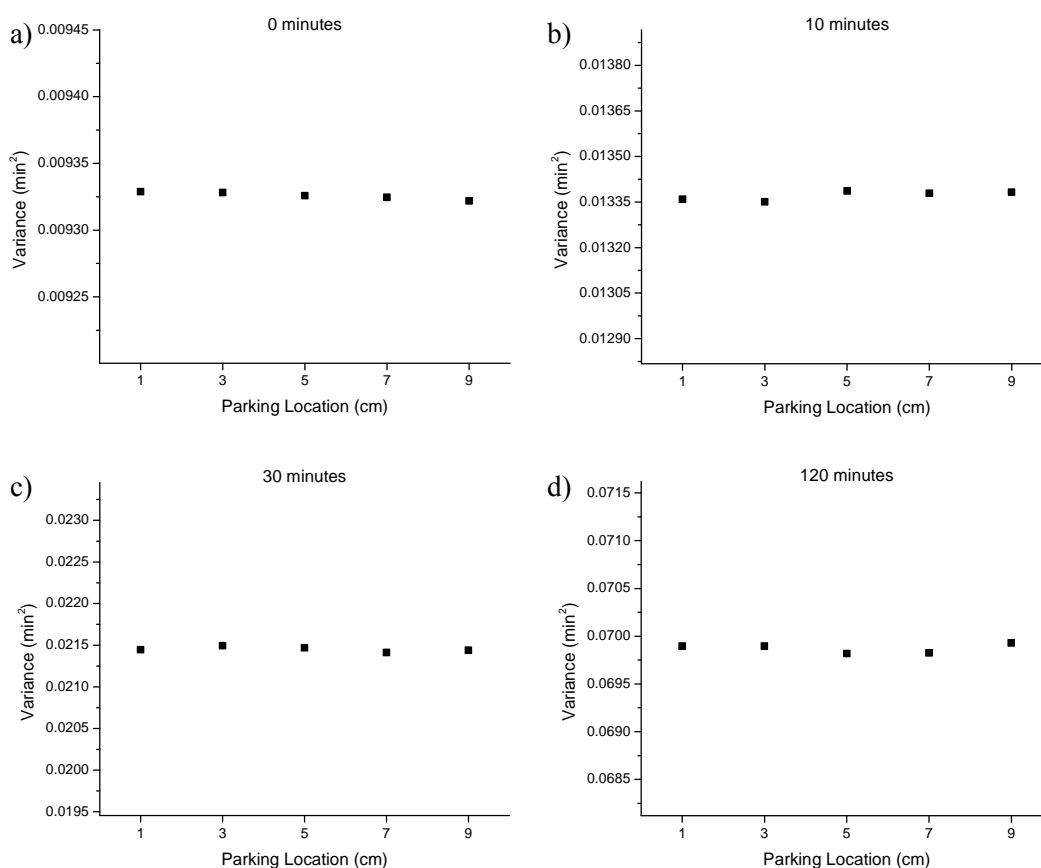 a)
0 minutes
0.00945
0.00940
0.00935
0.00930
0.00925
Variance (min²)
1 3 5 7 9
Parking Location (cm)
b)
10 minutes
0.01380
0.01365
0.01350
0.01335
0.01320
0.01305
0.01290
Variance (min²)
1 3 5 7 9
Parking Location (cm)
c)
30 minutes
0.0230
0.0225
0.0220
0.0215
0.0210
0.0205
0.0200
0.0195
Variance (min²)
1 3 5 7 9
Parking Location (cm)
d)
120 minutes
0.0715
0.0710
0.0705
0.0700
0.0695
0.0690
0.0685
Variance (min²)
1 3 5 7 9
Parking Location (cm)